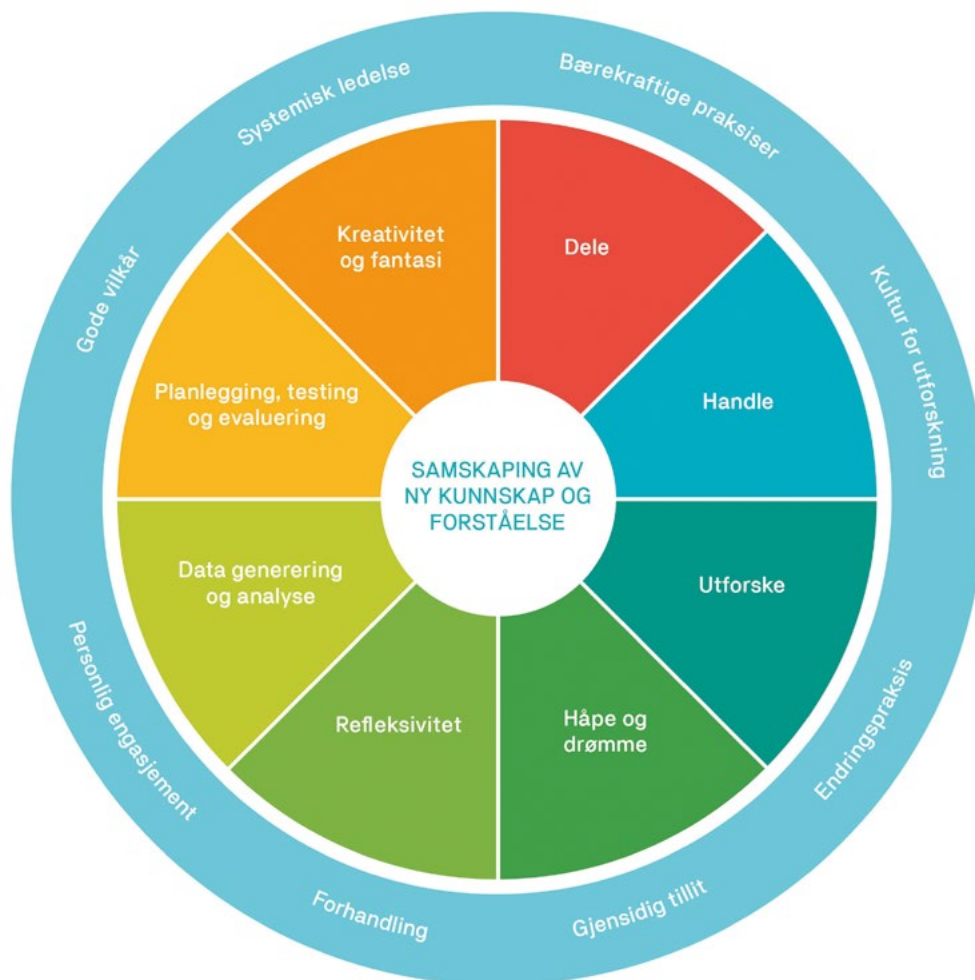 Systemisk ledelse
Bærekraftige praksiser
Kultur for utforskning
Endringspraksis
Gjensidig tillit
Forhandling
Personlig engasjement
Gode vilkår
Kreativitet
og fantasi
Dele
Handle
Utforske
Håpe og
drømme
Refleksivitet
Data generering
og analyse
Planlegging, testing
og evaluering
SAMSKAPING AV
NY KUNNSKAP OG
FORSTÅELSE